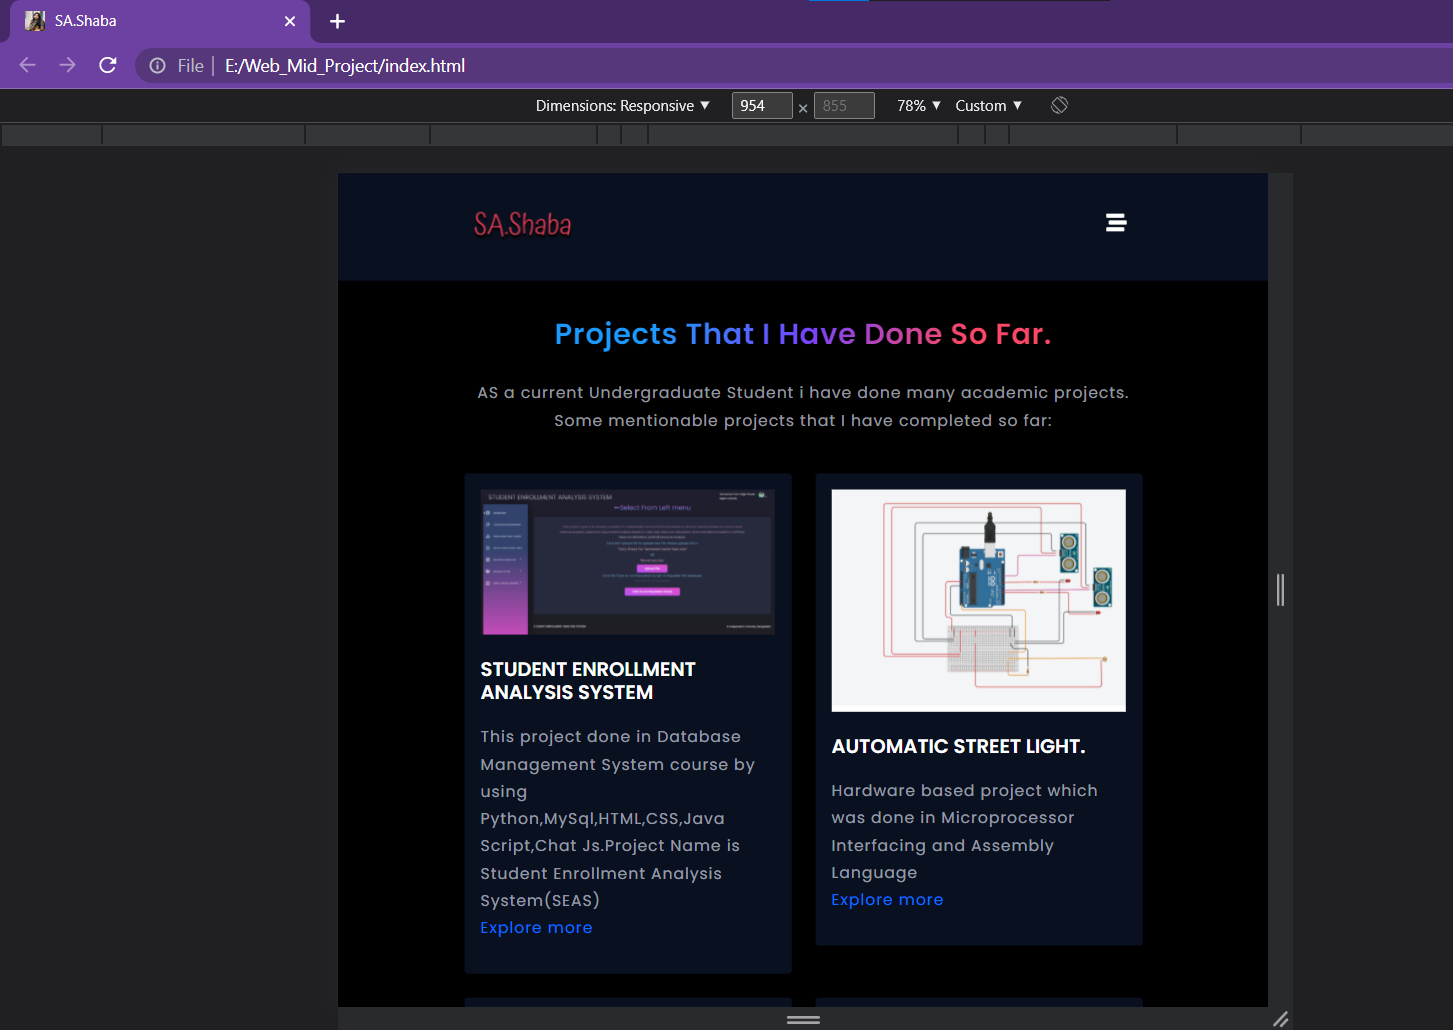 SA.Shaba
File
E:/Web_Mid_Project/index.html
Dimensions: Responsive
954 × 855
78%
Custom
SA.Shaba
Projects That I Have Done So Far.
AS a current Undergraduate Student i have done many academic projects.
Some mentionable projects that I have completed so far:
STUDENT ENROLLMENT ANALYSIS SYSTEM
Select From Left menu
STUDENT ENROLLMENT
ANALYSIS SYSTEM
This project done in Database
Management System course by
using
Python,MySql,HTML,CSS,Java
Script,Chat Js.Project Name is
Student Enrollment Analysis
System(SEAS)
Explore more
AUTOMATIC STREET LIGHT.
Hardware based project which
was done in Microprocessor
Interfacing and Assembly
Language
Explore more